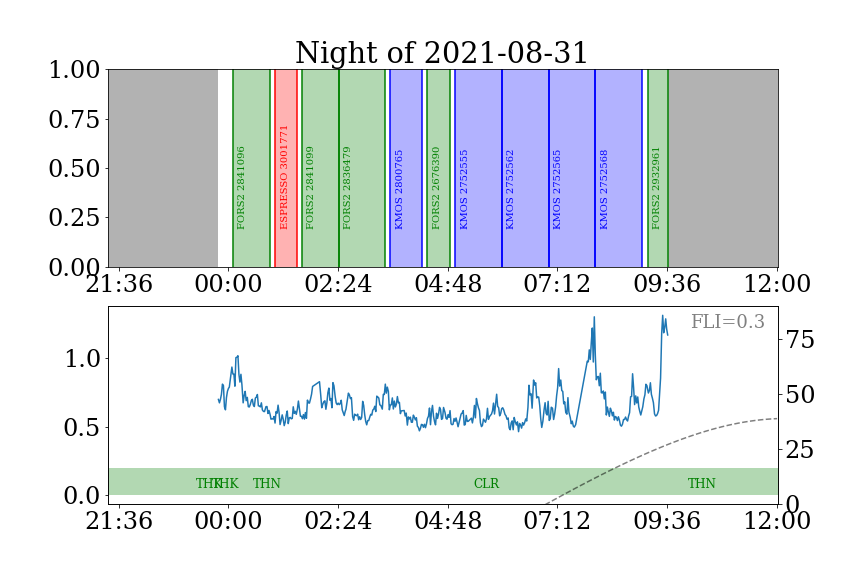 Night of 2021-08-31
1.00
0.75
0.50
0.25
0.00
FORS2 2841096
ESPRESSO 3001771
FORS2 2841099
FORS2 2836479
KMOS 2800765
FORS2 2676390
KMOS 2752555
KMOS 2752562
KMOS 2752565
KMOS 2752568
FORS2 2932961
21:36 00:00 02:24 04:48 07:12 09:36 12:00
FLI=0.3
1.0
0.5
0.0
75
50
25
0
THK THK THN CLR THN
21:36 00:00 02:24 04:48 07:12 09:36 12:00